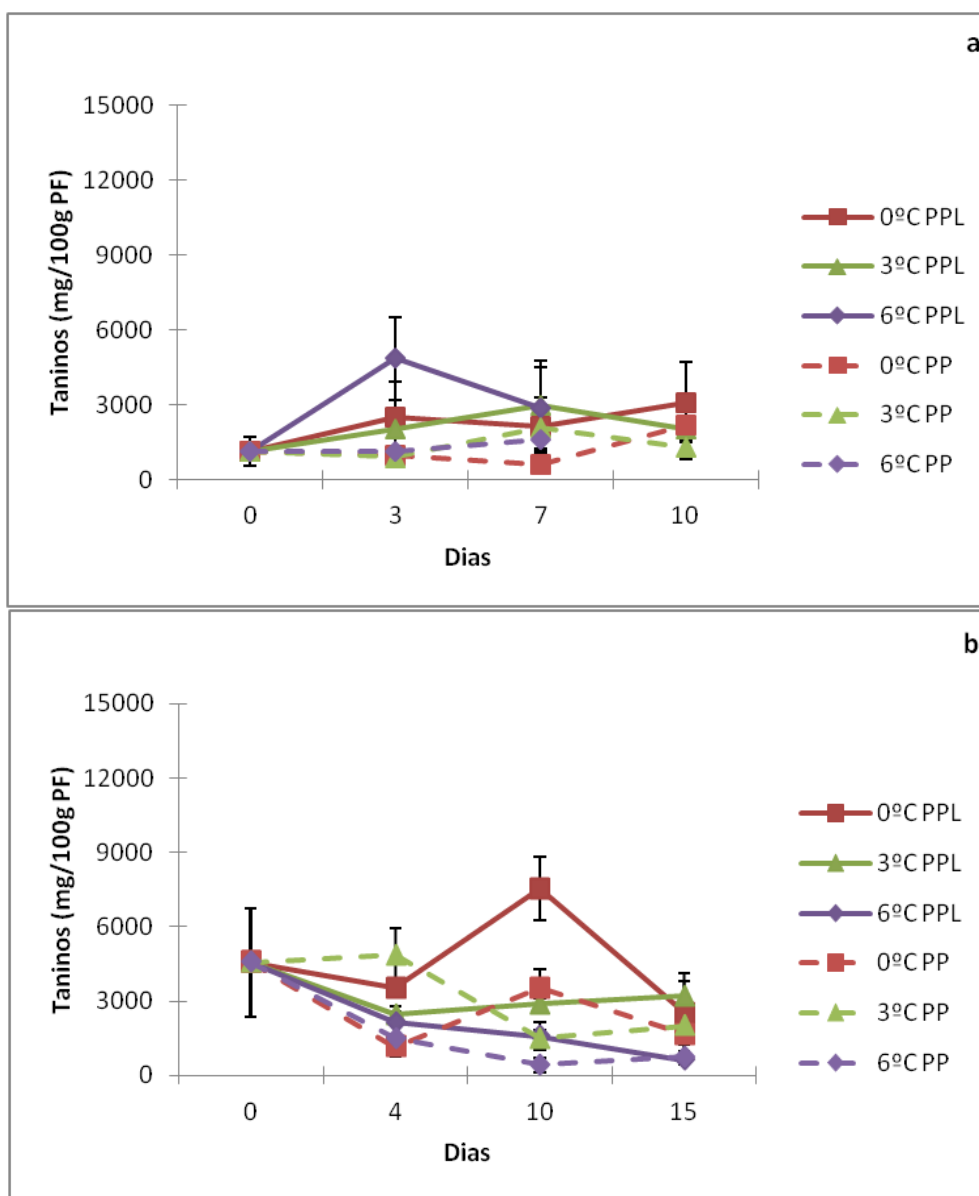 a
15000
12000
9000
6000
3000
0
Taninos (mg/100g PF)
0 3 7 10
Dias
0ºC PPL
3ºC PPL
6ºC PPL
0ºC PP
3ºC PP
6ºC PP
b
15000
12000
9000
6000
3000
0
Taninos (mg/100g PF)
0 4 10 15
Dias
0ºC PPL
3ºC PPL
6ºC PPL
0ºC PP
3ºC PP
6ºC PP